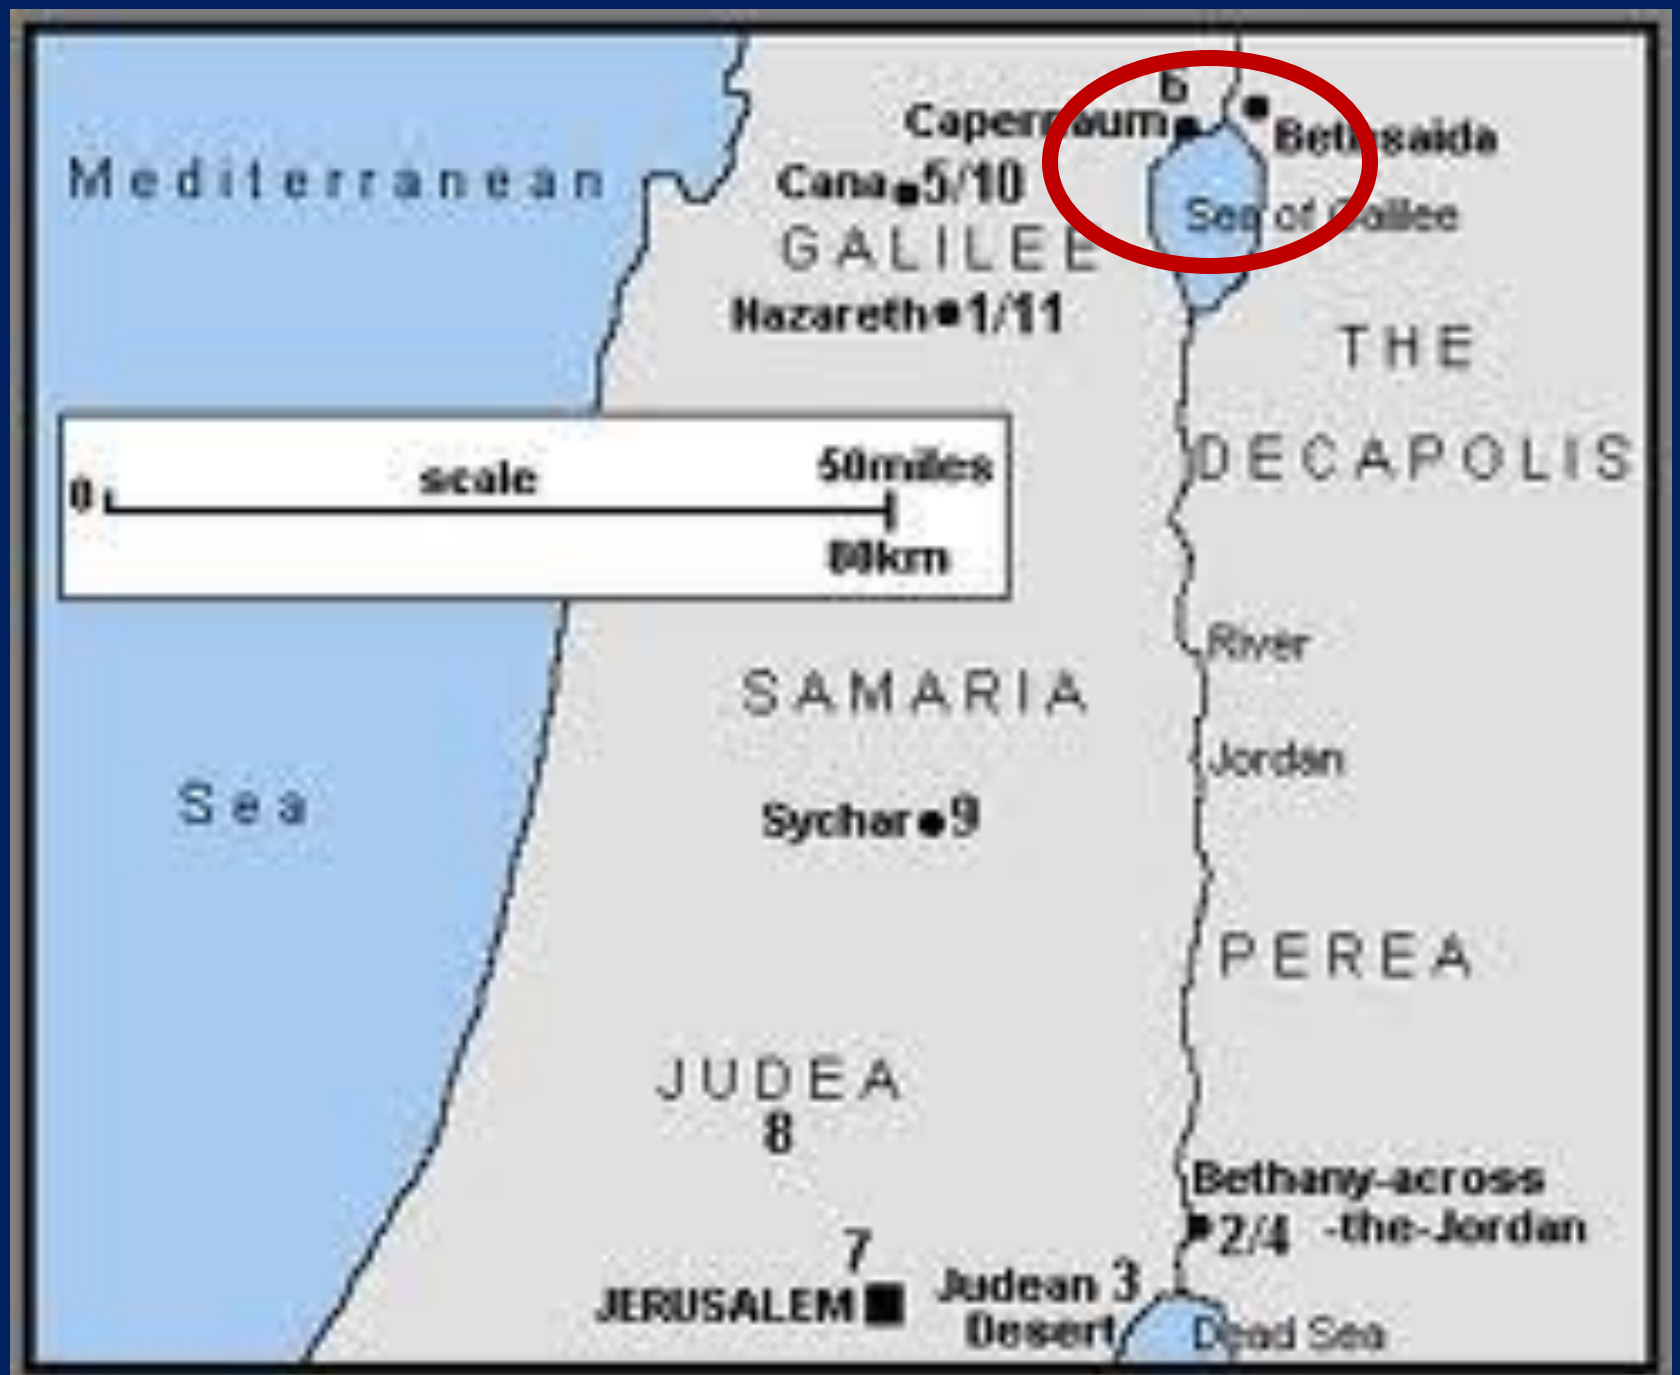 6
Capernaum
Bethsaida
Mediterranean
Cana 5/10
Sea of Galilee
GALILEE
Nazareth 1/11
THE
DECAPOLIS
scale
50miles
0
80km
River
SAMARIA
Jordan
Sea
Sychar 9
PEREA
JUDEA
8
Bethany-across
2/4 -the-Jordan
7
JERUSALEM
Judean 3
Desert
Dead Sea